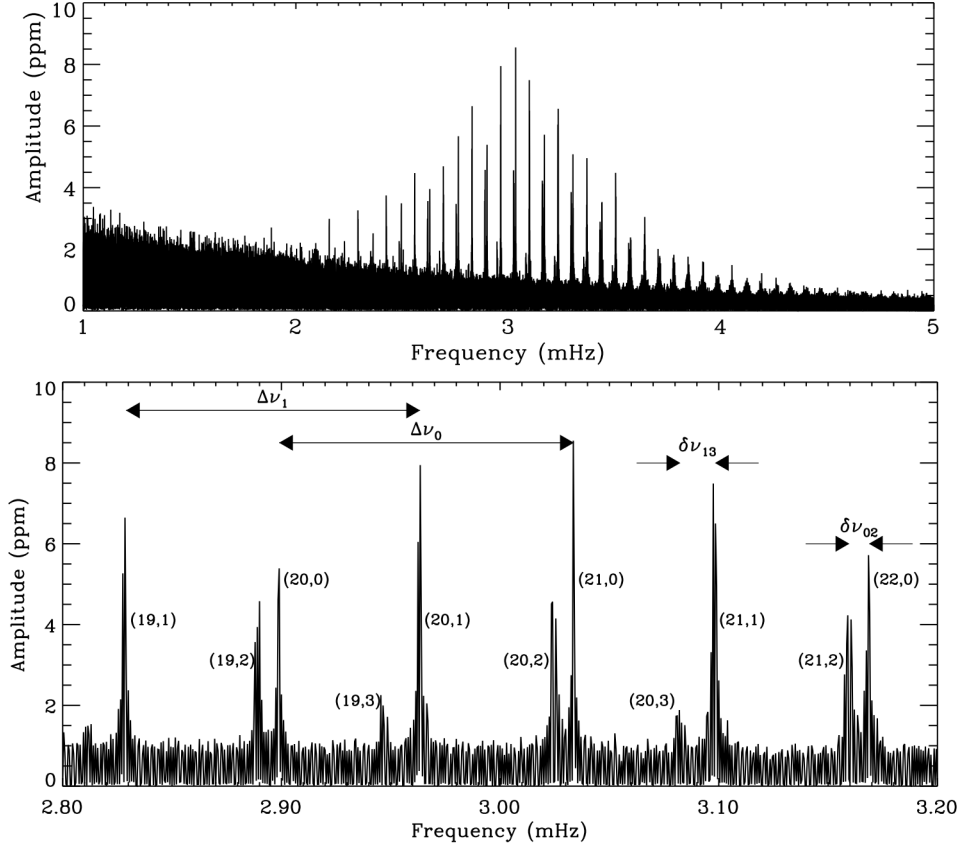 10
8
6
4
2
0
Amplitude (ppm)
1 2 3 4 5
Frequency (mHz)
10
8
6
4
2
0
Amplitude (ppm)
Δν₁
Δν₀
δν₁₃
δν₀₂
(19,1)
(19,2)
(20,0)
(19,3)
(20,1)
(20,2)
(21,0)
(20,3)
(21,1)
(21,2)
(22,0)
2.80 2.90 3.00 3.10 3.20
Frequency (mHz)